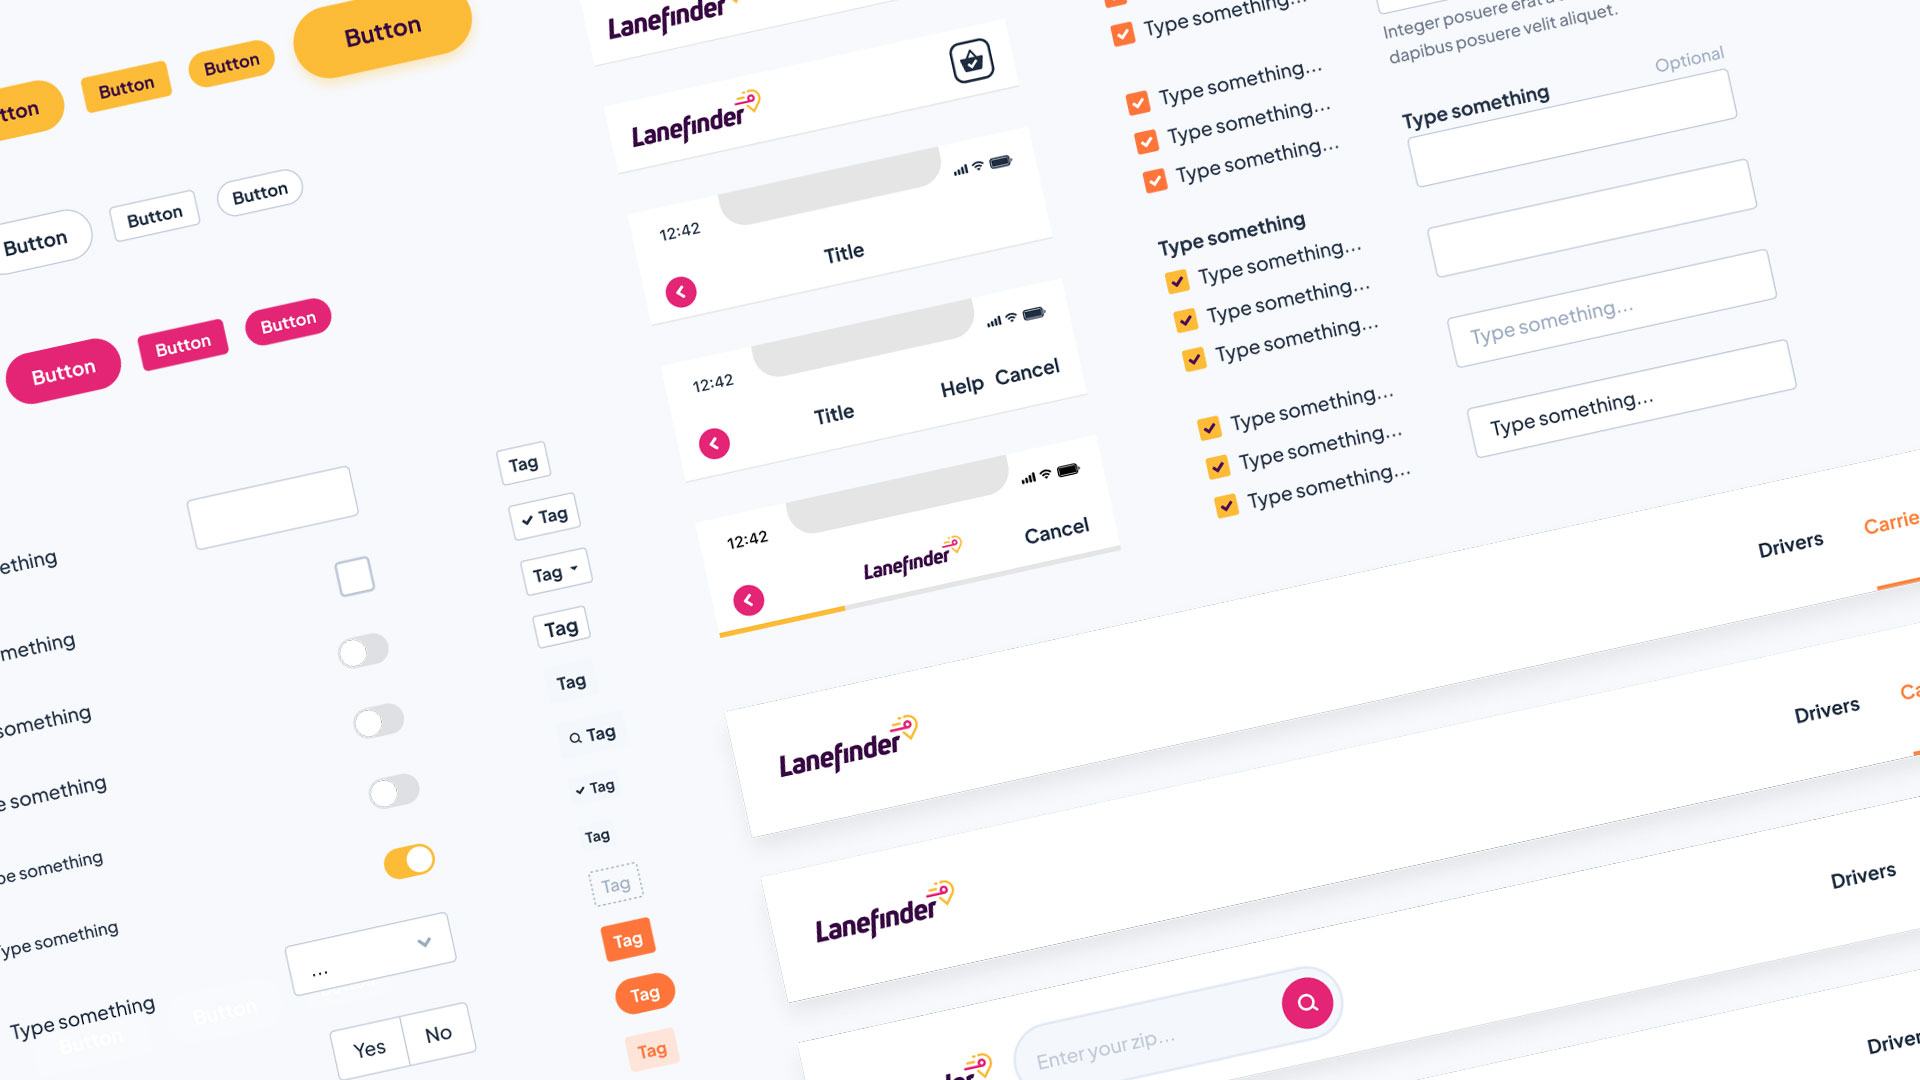 Button
Button
Button
tton
Button
Button
Button
Button
Button
Button
ething
mething
something
e something
pe something
Type something
Type something
Button
Button
...
Yes
No
Tag
Tag
Tag
Tag
Tag
Tag
Tag
Tag
Tag
Tag
Tag
Tag
Lanefinder
Lanefinder
12:42
Title
12:42
Title
Help
Cancel
12:42
Lanefinder
Cancel
Type something...
Type something...
Type something...
Type something...
Type something
Type something...
Type something...
Type something...
Type something...
Type something...
Type something...
Integer posuere erat a
dapibus posuere velit aliquet.
Optional
Type something
Type something...
Type something...
Lanefinder
Drivers
Carrie
Lanefinder
Drivers
Ca
der
Enter your zip...
Drivers
Driver